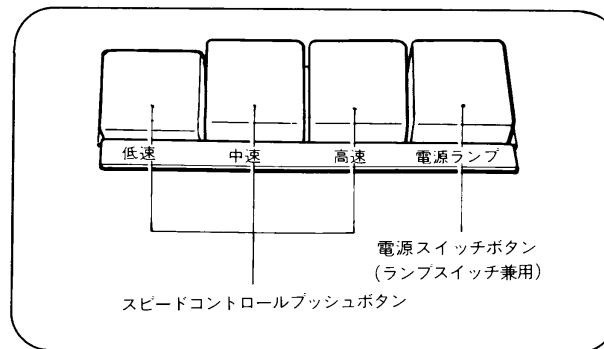 低速 中速 高速 電源ランプ
電源スイッチボタン
(ランプスイッチ兼用)
スピードコントロールプッシュボタン